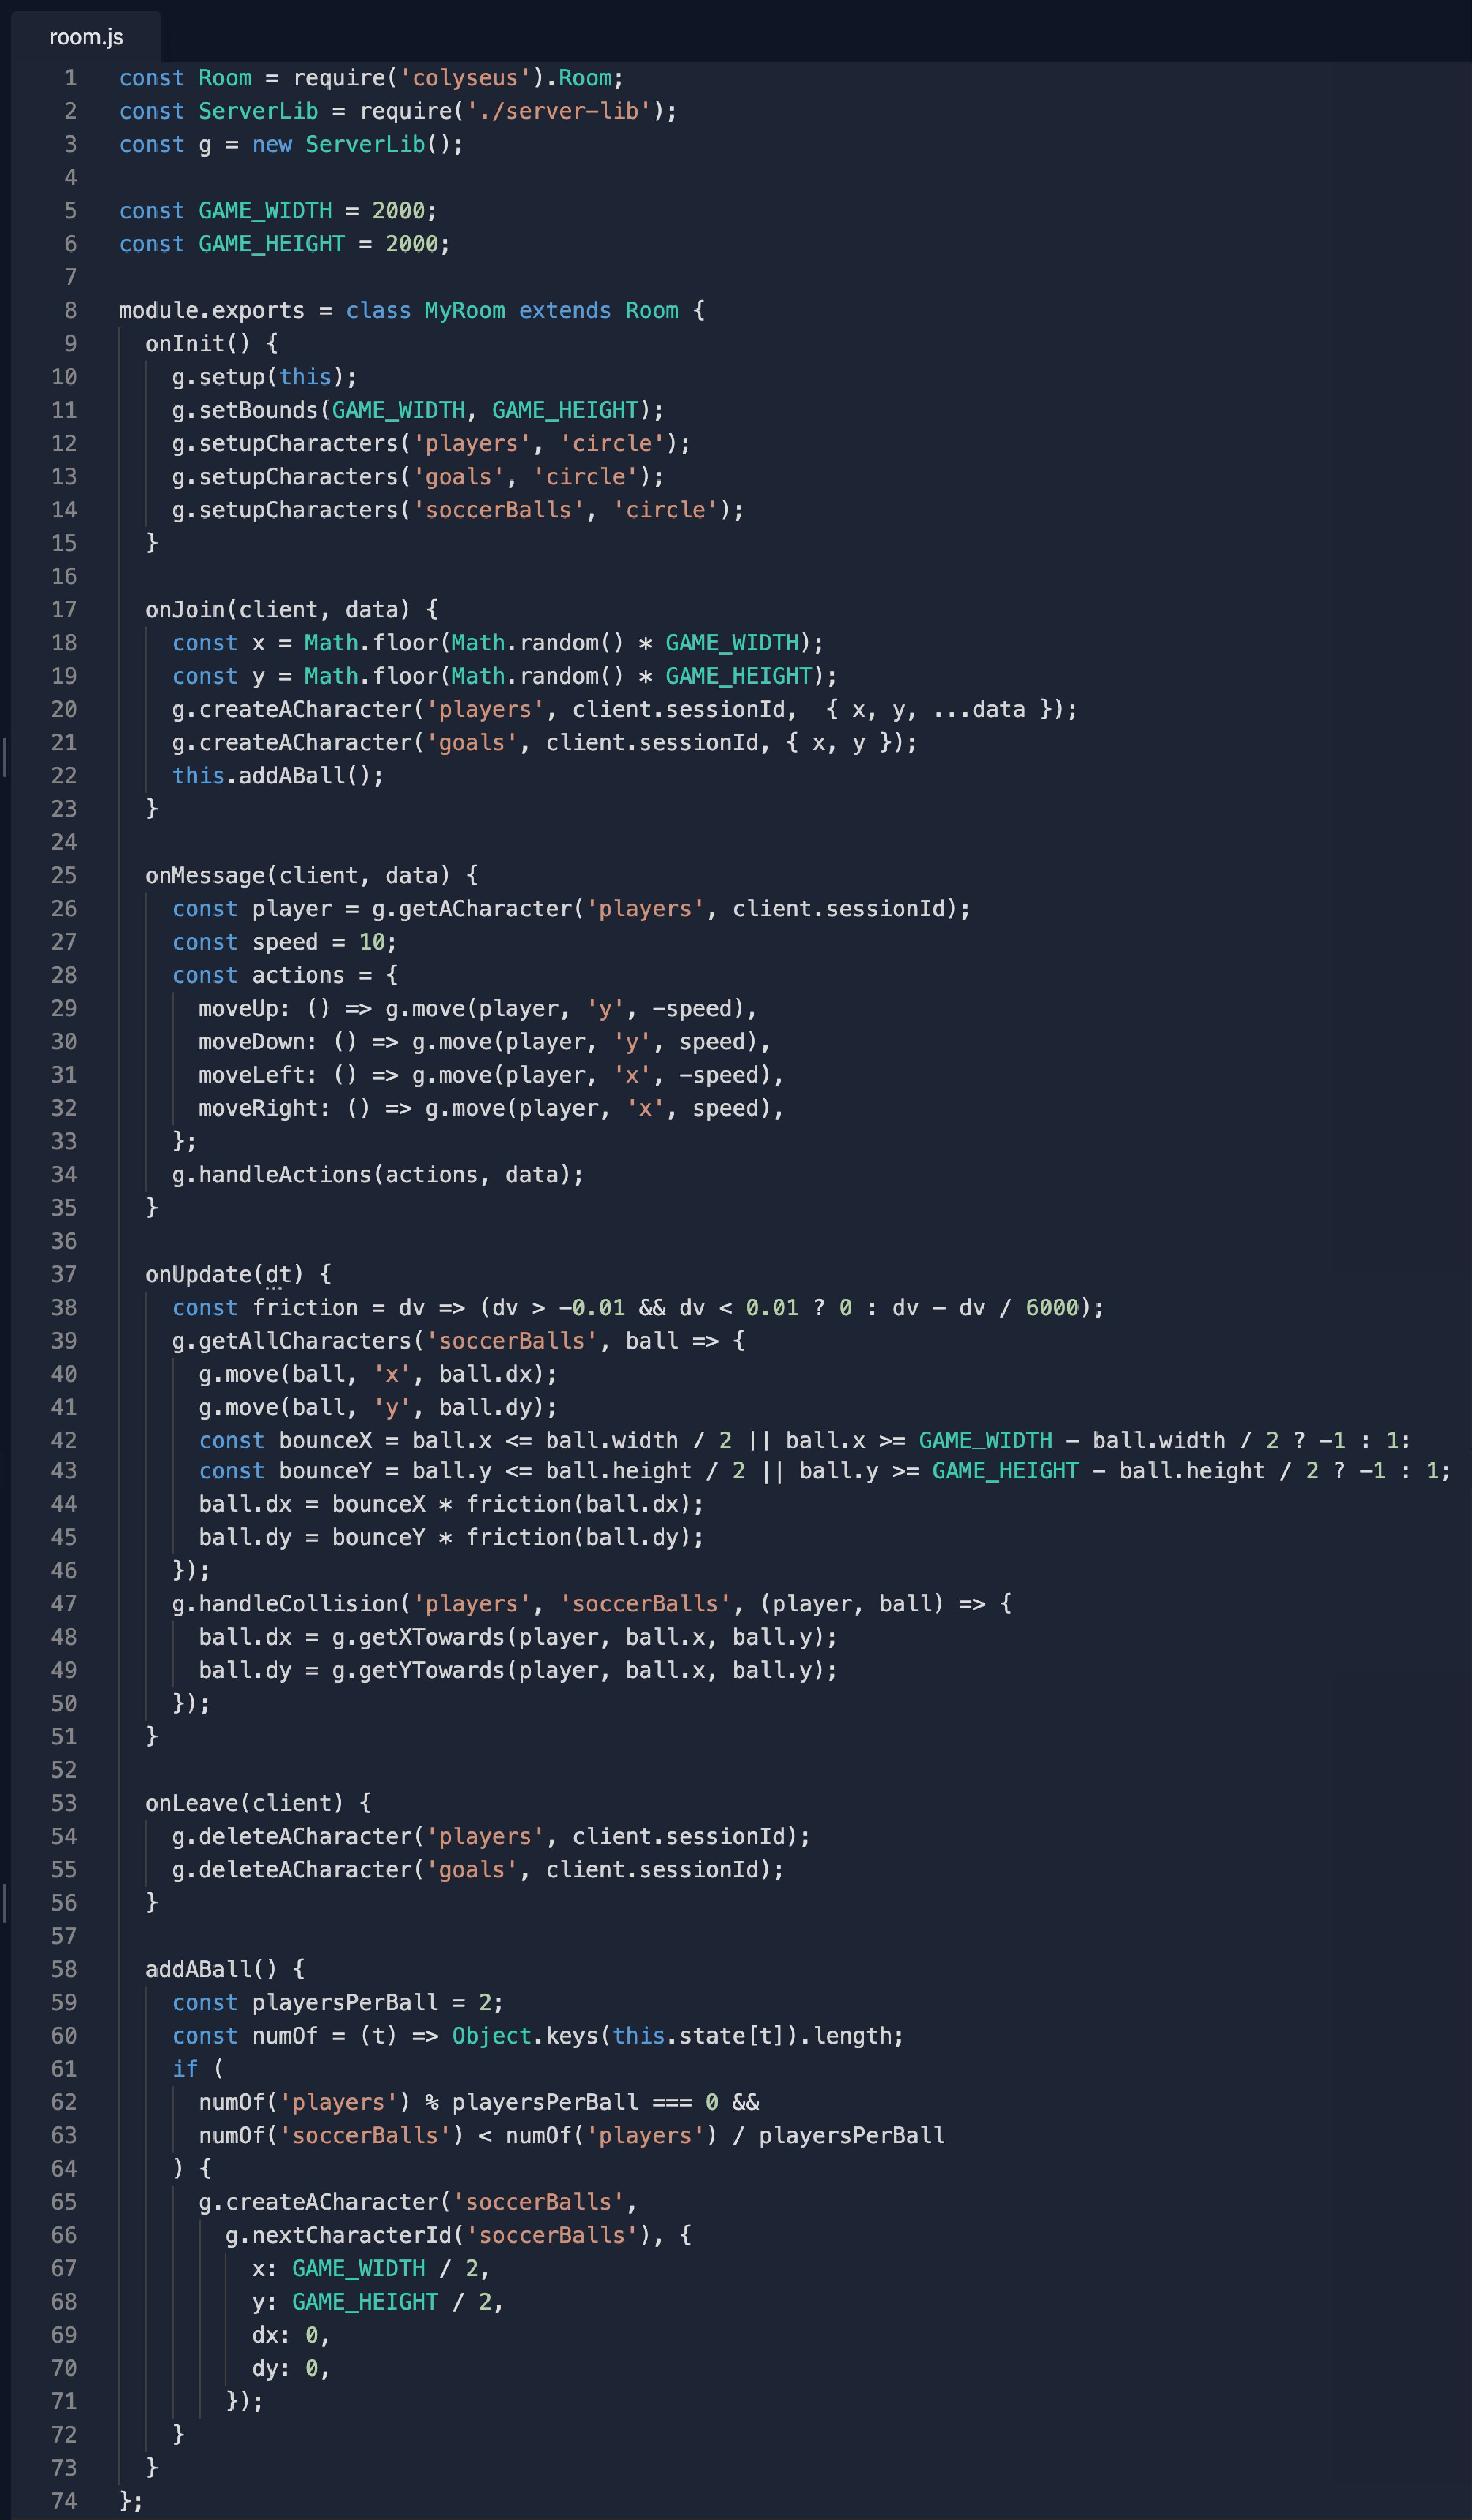 room.js
1 const Room = require('colyseus').Room;
2 const ServerLib = require('./server-lib');
3 const g = new ServerLib();
4
5 const GAME_WIDTH = 2000;
6 const GAME_HEIGHT = 2000;
7
8 module.exports = class MyRoom extends Room {
9   onInit() {
10     g.setup(this);
11     g.setBounds(GAME_WIDTH, GAME_HEIGHT);
12     g.setupCharacters('players', 'circle');
13     g.setupCharacters('goals', 'circle');
14     g.setupCharacters('soccerBalls', 'circle');
15   }
16
17   onJoin(client, data) {
18     const x = Math.floor(Math.random() * GAME_WIDTH);
19     const y = Math.floor(Math.random() * GAME_HEIGHT);
20     g.createACharacter('players', client.sessionId,  { x, y, ...data });
21     g.createACharacter('goals', client.sessionId, { x, y });
22     this.addABall();
23   }
24
25   onMessage(client, data) {
26     const player = g.getACharacter('players', client.sessionId);
27     const speed = 10;
28     const actions = {
29       moveUp: () => g.move(player, 'y', -speed),
30       moveDown: () => g.move(player, 'y', speed),
31       moveLeft: () => g.move(player, 'x', -speed),
32       moveRight: () => g.move(player, 'x', speed),
33     };
34     g.handleActions(actions, data);
35   }
36
37   onUpdate(dt) {
38     const friction = dv => (dv > -0.01 && dv < 0.01 ? 0 : dv - dv / 6000);
39     g.getAllCharacters('soccerBalls', ball => {
40       g.move(ball, 'x', ball.dx);
41       g.move(ball, 'y', ball.dy);
42       const bounceX = ball.x <= ball.width / 2 || ball.x >= GAME_WIDTH - ball.width / 2 ? -1 : 1;
43       const bounceY = ball.y <= ball.height / 2 || ball.y >= GAME_HEIGHT - ball.height / 2 ? -1 : 1;
44       ball.dx = bounceX * friction(ball.dx);
45       ball.dy = bounceY * friction(ball.dy);
46     });
47     g.handleCollision('players', 'soccerBalls', (player, ball) => {
48       ball.dx = g.getXTowards(player, ball.x, ball.y);
49       ball.dy = g.getYTowards(player, ball.x, ball.y);
50     });
51   }
52
53   onLeave(client) {
54     g.deleteACharacter('players', client.sessionId);
55     g.deleteACharacter('goals', client.sessionId);
56   }
57
58   addABall() {
59     const playersPerBall = 2;
60     const numOf = (t) => Object.keys(this.state[t]).length;
61     if (
62       numOf('players') % playersPerBall === 0 &&
63       numOf('soccerBalls') < numOf('players') / playersPerBall
64     ) {
65       g.createACharacter('soccerBalls',
66         g.nextCharacterId('soccerBalls'), {
67           x: GAME_WIDTH / 2,
68           y: GAME_HEIGHT / 2,
69           dx: 0,
70           dy: 0,
71         });
72     }
73   }
74 };